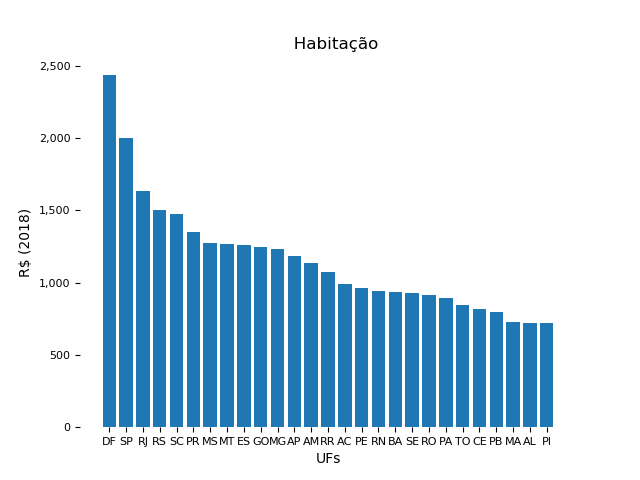 Habitação
2,500
2,000
1,500
1,000
500
0
R$ (2018)
DF SP RJ RS SC PR MS MT ES GO MG AP AM RR AC PE RN BA SE RO PA TO CE PB MA AL PI
UFs